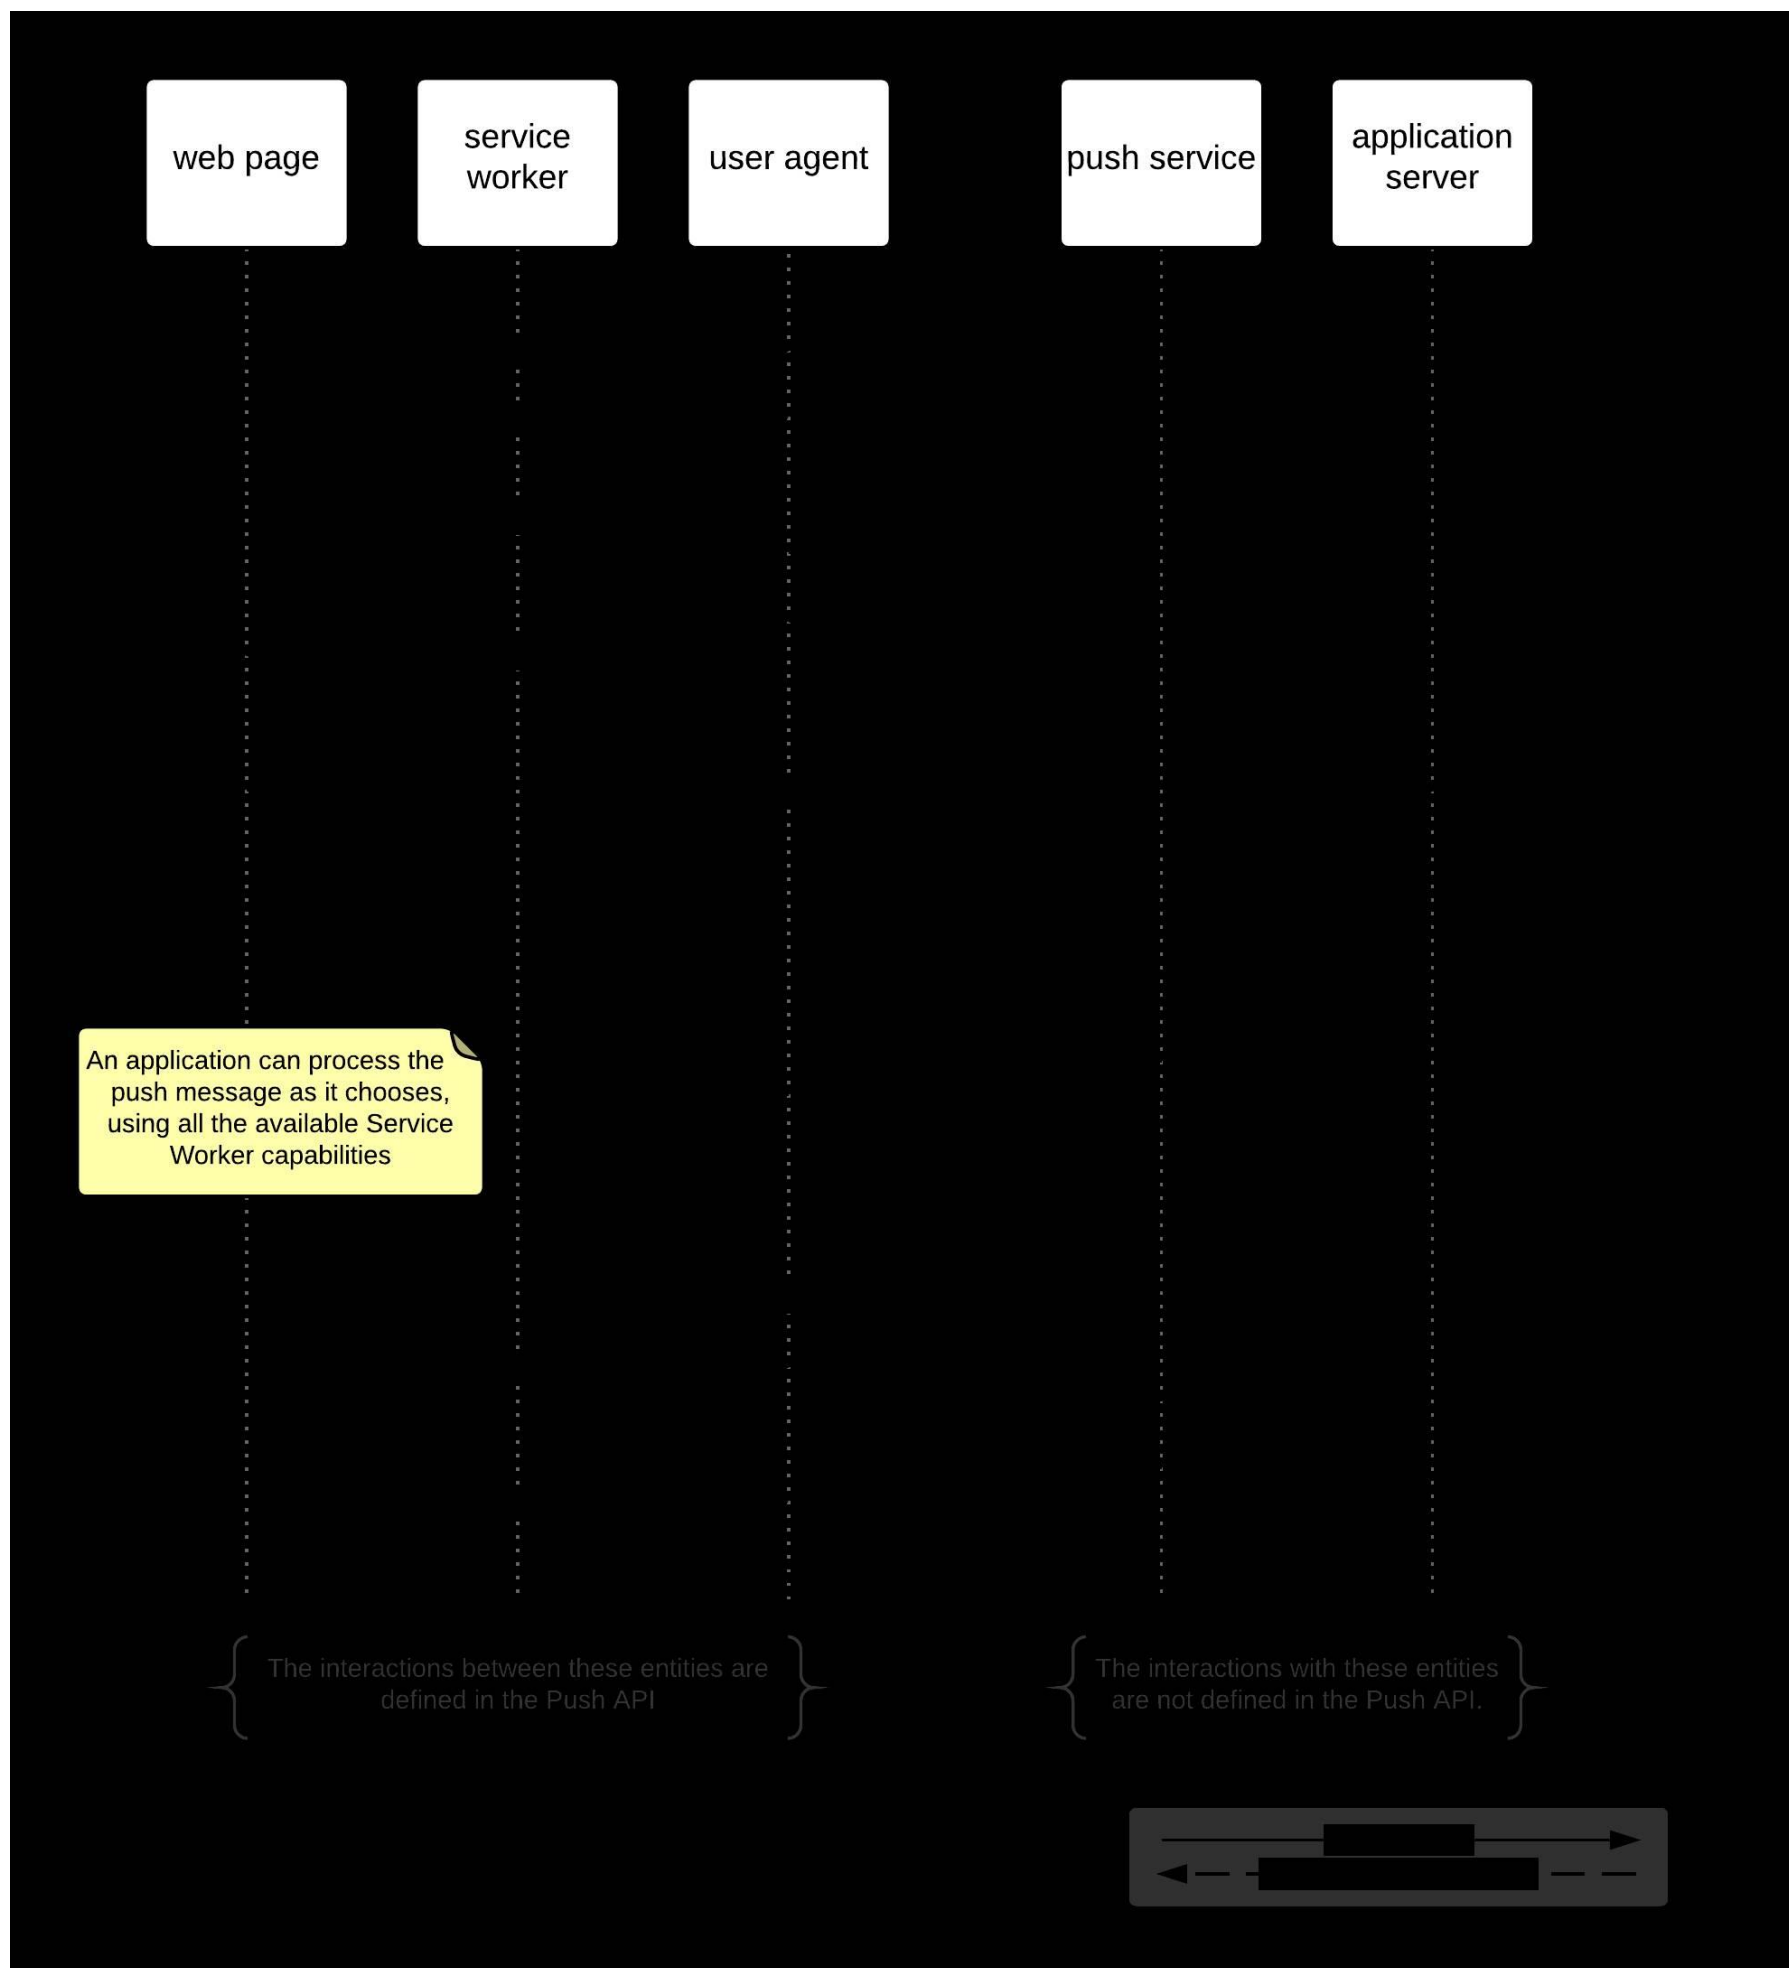 web page
service
worker
user agent
push service
application
server
An application can process the
push message as it chooses,
using all the available Service
Worker capabilities
The interactions between these entities are
defined in the Push API
The interactions with these entities
are not defined in the Push API.